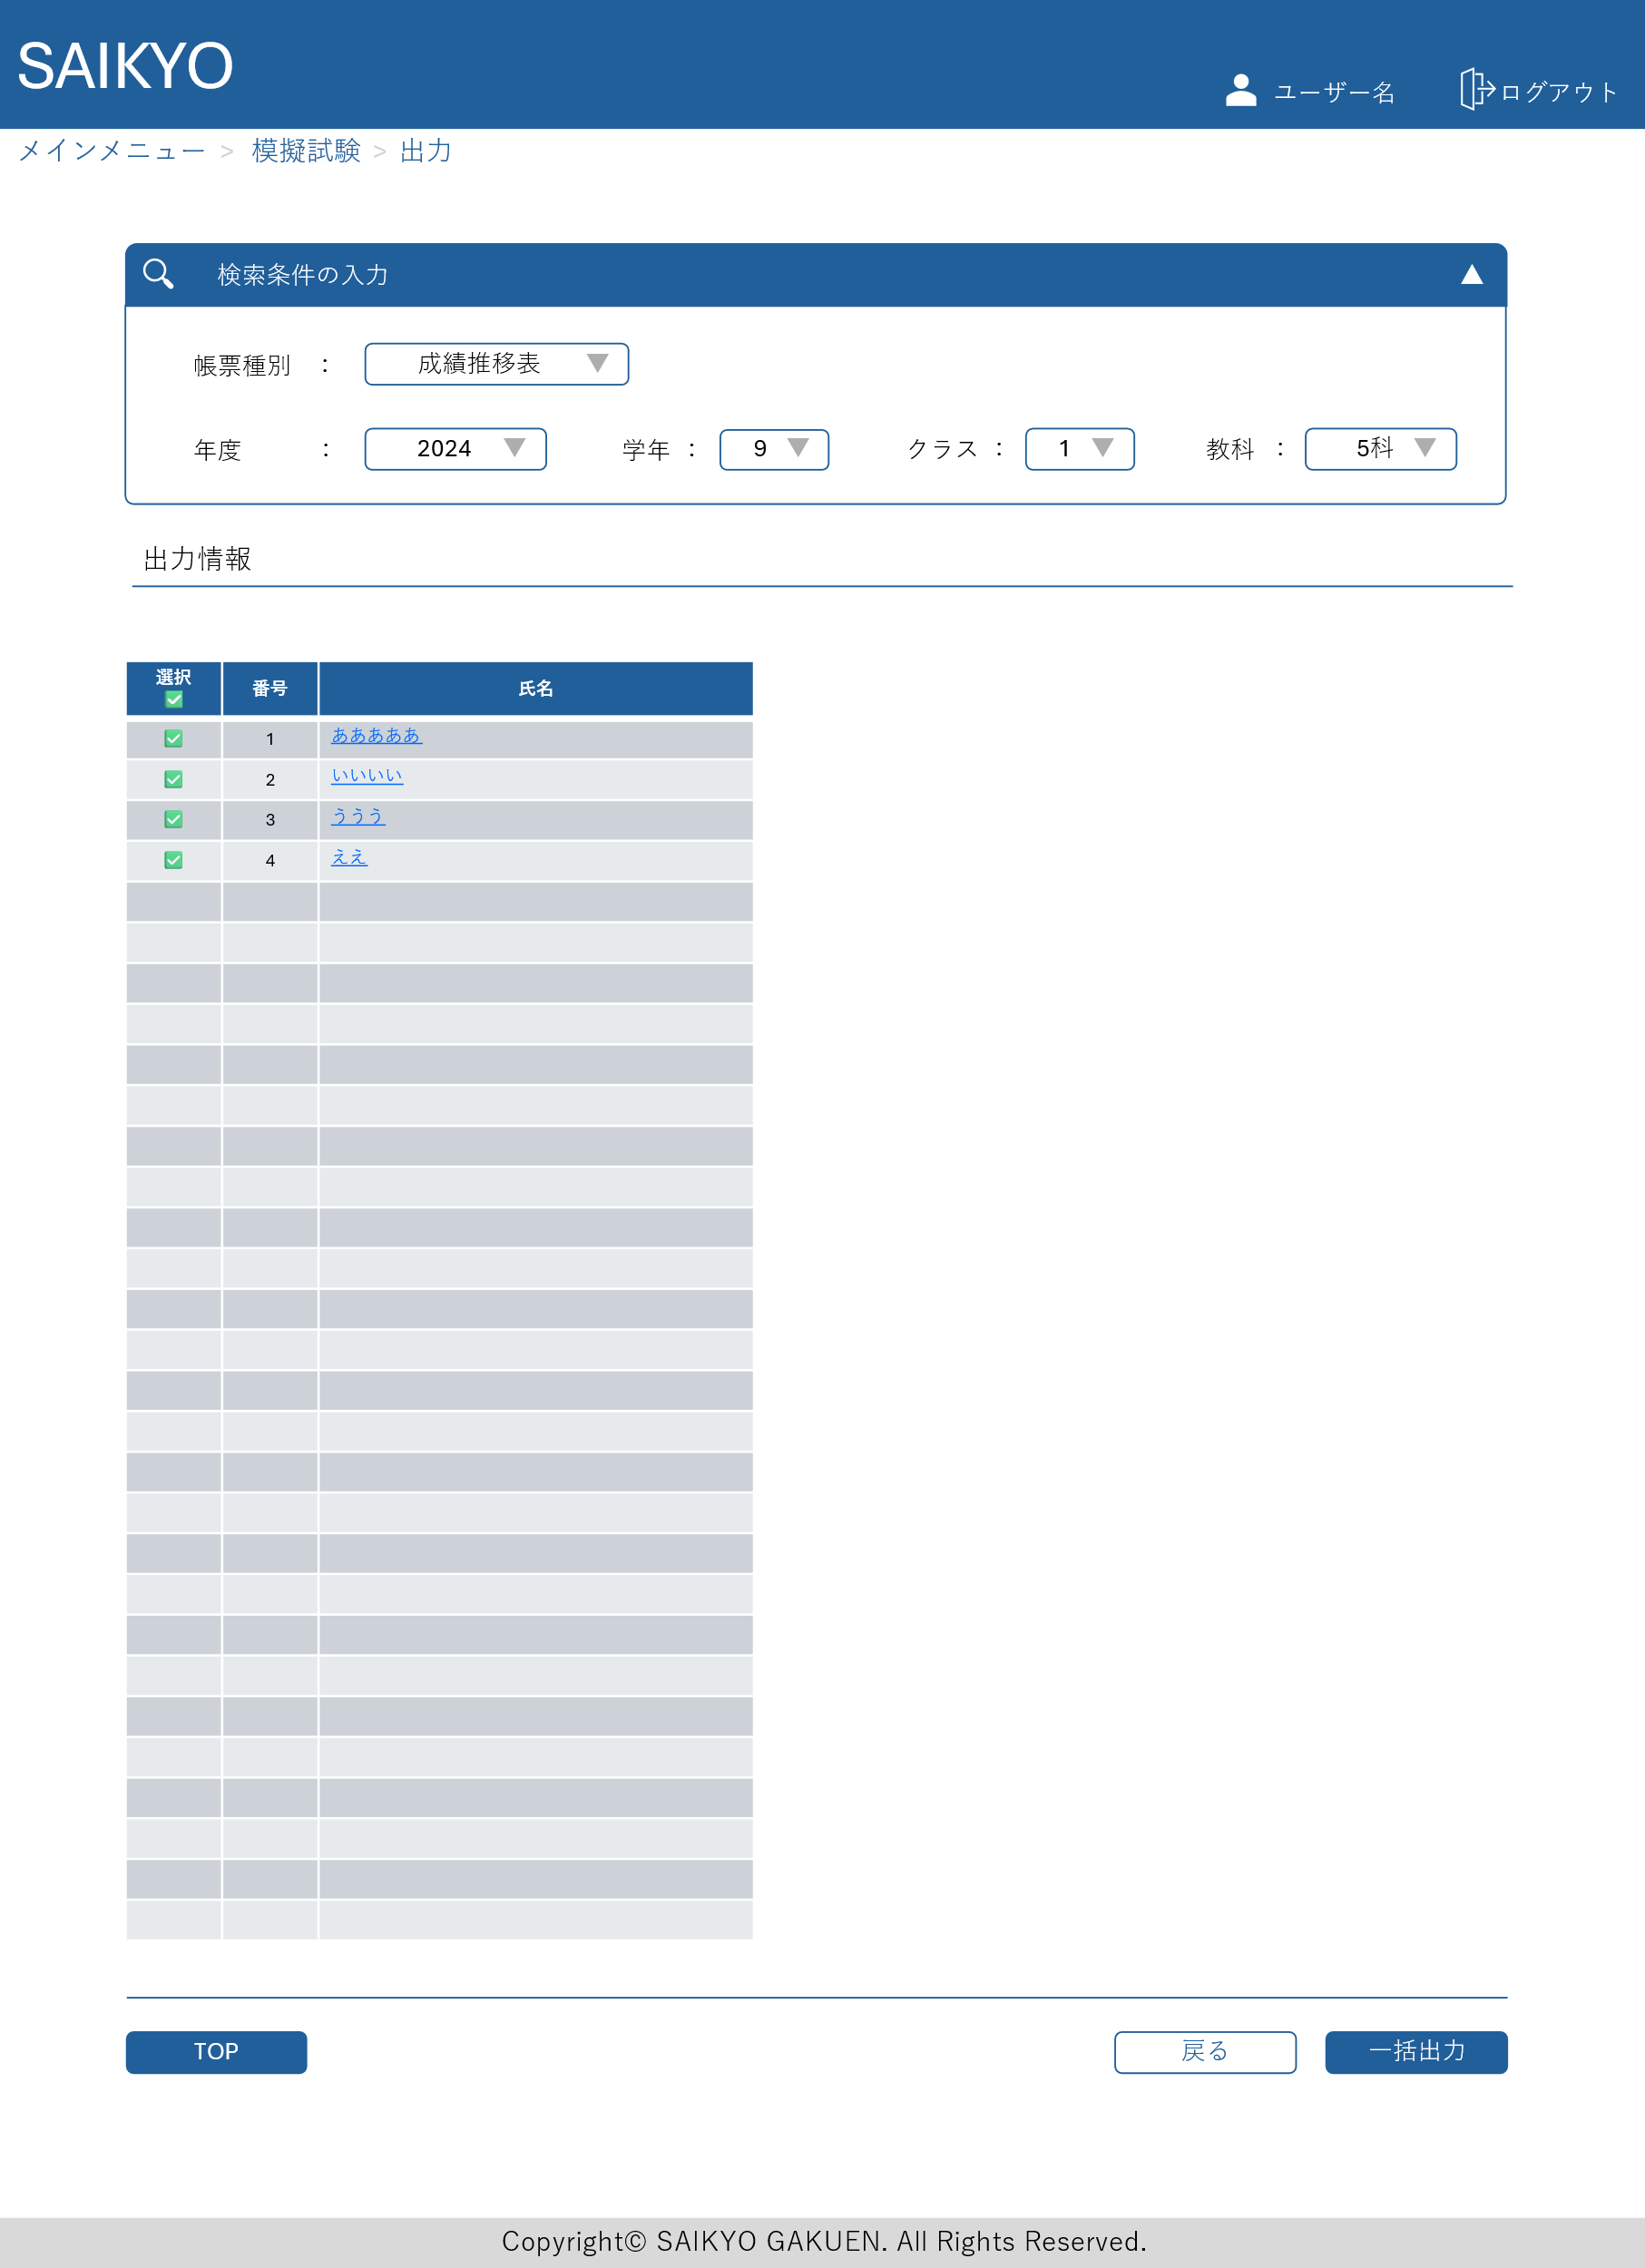 SAIKYO
ユーザー名 ログアウト
メインメニュー > 模擬試験 > 出力
検索条件の入力 ▲
帳票種別 : 成績推移表 ▼
年度 : 2024 ▼ 学年 : 9 ▼ クラス : 1 ▼ 教科 : 5科 ▼
出力情報
選択 番号 氏名
1 あああああ
2 いいいい
3 ううう
4 ええ
TOP 戻る 一括出力
Copyright© SAIKYO GAKUEN. All Rights Reserved.